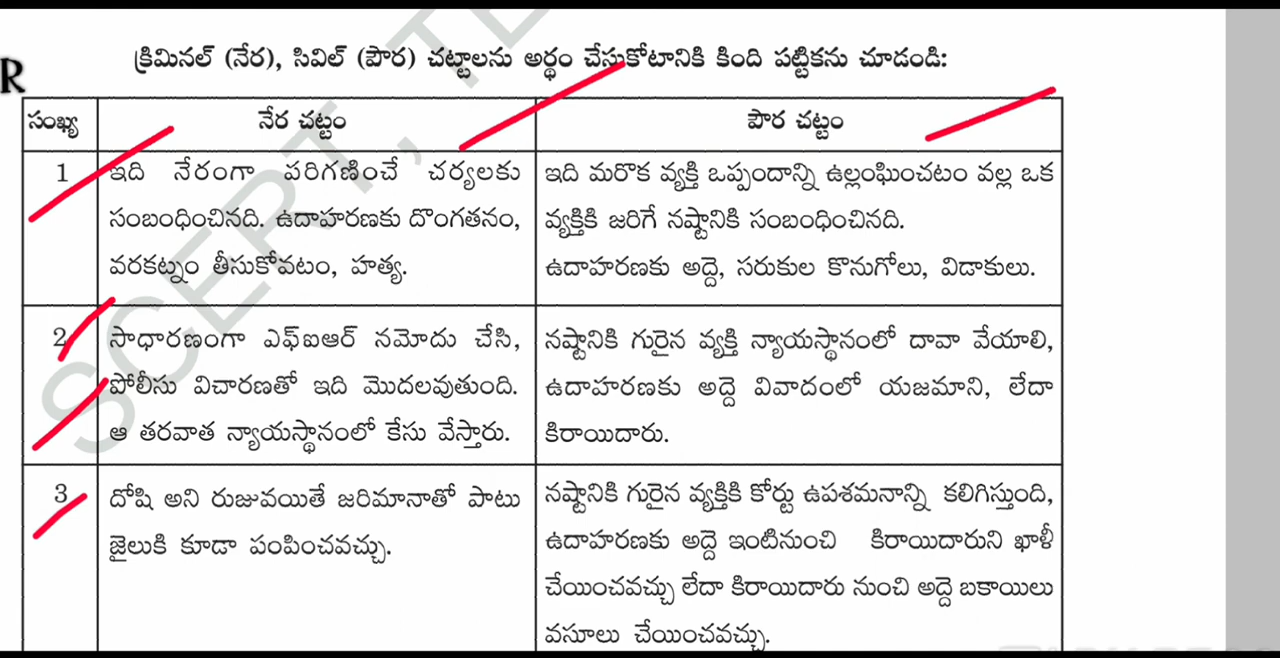 క్రిమినల్ (నేర), సివిల్ (పౌర) చట్టాలను అర్థం చేసుకోటానికి కింది పట్టికను చూడండి:
R
సంఖ్య నేర చట్టం పౌర చట్టం
1 ఇది నేరంగా పరిగణించే చర్యలకు
సంబంధించినది. ఉదాహరణకు దొంగతనం,
వరకట్నం తీసుకోవటం, హత్య.
ఇది మరొక వ్యక్తి ఒప్పందాన్ని ఉల్లంఘించటం వల్ల ఒక
వ్యక్తికి జరిగే నష్టానికి సంబంధించినది.
ఉదాహరణకు అద్దె, సరుకుల కొనుగోలు, విడాకులు.
2 సాధారణంగా ఎఫ్ఐఆర్ నమోదు చేసి,
పోలీసు విచారణతో ఇది మొదలవుతుంది.
ఆ తరవాత న్యాయస్థానంలో కేసు వేస్తారు.
నష్టానికి గురైన వ్యక్తి న్యాయస్థానంలో దావా వేయాలి,
ఉదాహరణకు అద్దె వివాదంలో యజమాని, లేదా
కిరాయిదారు.
3 దోషి అని రుజువయితే జరిమానాతో పాటు
జైలుకి కూడా పంపించవచ్చు.
నష్టానికి గురైన వ్యక్తికి కోర్టు ఉపశమనాన్ని కలిగిస్తుంది,
ఉదాహరణకు అద్దె ఇంటినుంచి కిరాయిదారుని ఖాళీ
చేయించవచ్చు లేదా కిరాయిదారు నుంచి అద్దె బకాయిలు
వసూలు చేయించవచ్చు.
SCERT, TE